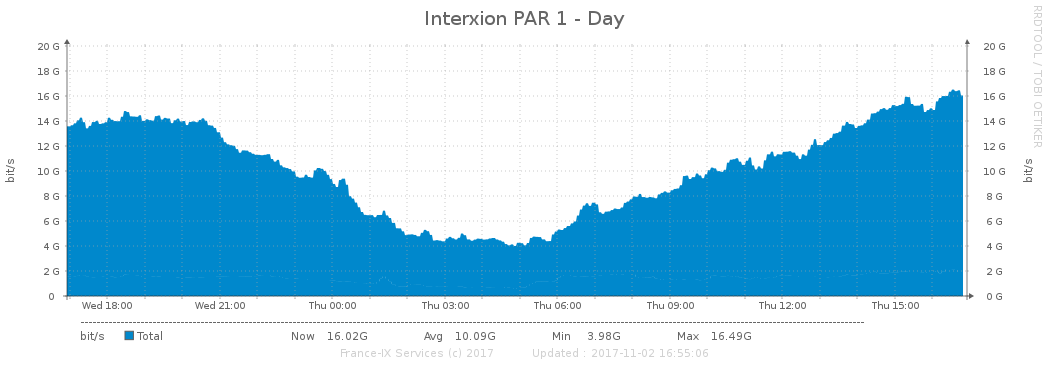 Interxion PAR 1 - Day
RRDTOOL / TOBI OETIKER
bit/s
20 G 20 G
18 G 18 G
16 G 16 G
14 G 14 G
12 G 12 G
10 G 10 G
8 G 8 G
6 G 6 G
4 G 4 G
2 G 2 G
0 0 G
bit/s
Wed 18:00 Wed 21:00 Thu 00:00 Thu 03:00 Thu 06:00 Thu 09:00 Thu 12:00 Thu 15:00
bit/s Total Now 16.02G Avg 10.09G Min 3.98G Max 16.49G
France-IX Services (c) 2017 Updated : 2017-11-02 16:55:06